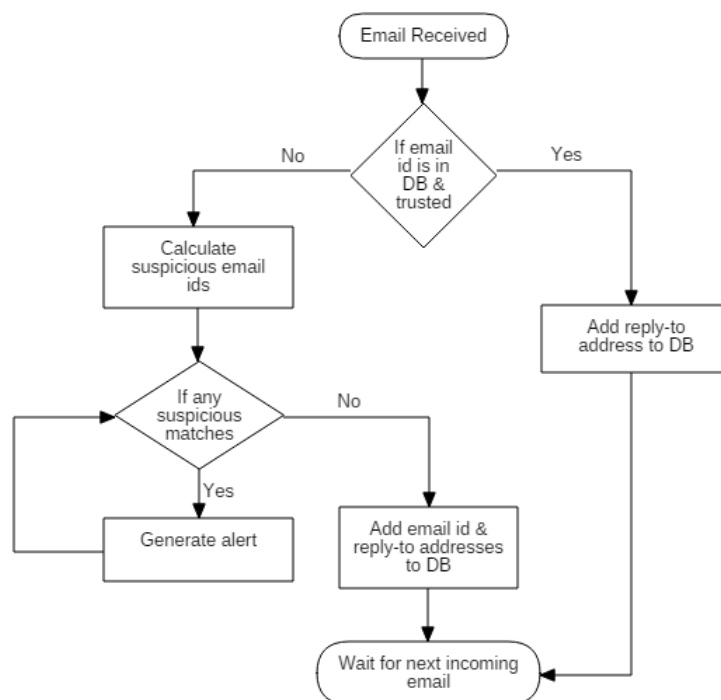 Email Received
If email
id is in
DB &
trusted
No
Yes
Calculate
suspicious email
ids
Add reply-to
address to DB
If any
suspicious
matches
No
Yes
Generate alert
Add email id &
reply-to addresses
to DB
Wait for next incoming
email